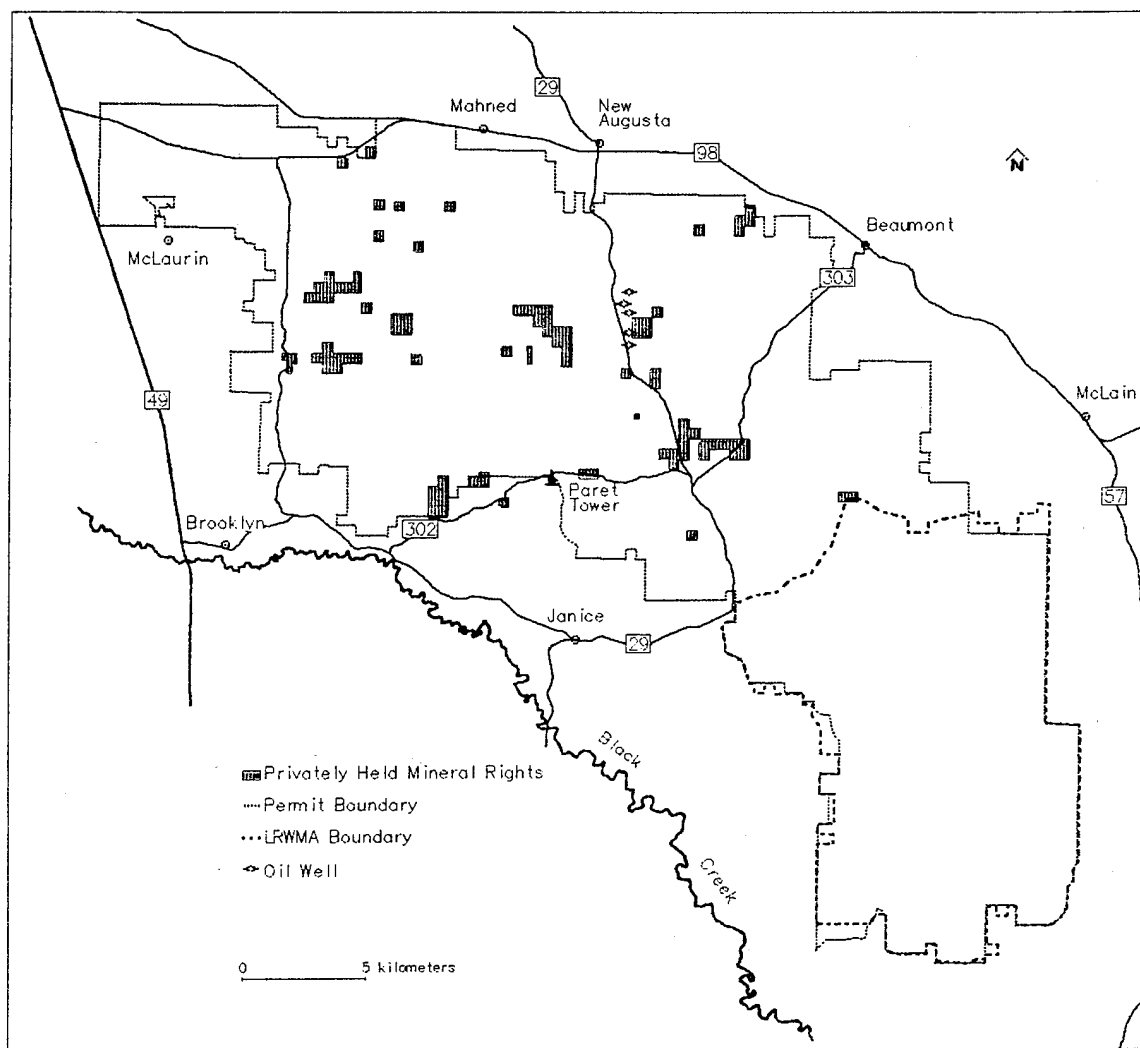 29
Mahned
New
Augusta
98
N
Beaumont
McLaurin
303
49
McLain
57
Paret
Tower
Brooklyn
302
Janice
29
Black
Creek
Privately Held Mineral Rights
Permit Boundary
LRWMA Boundary
Oil Well
0 5 kilometers